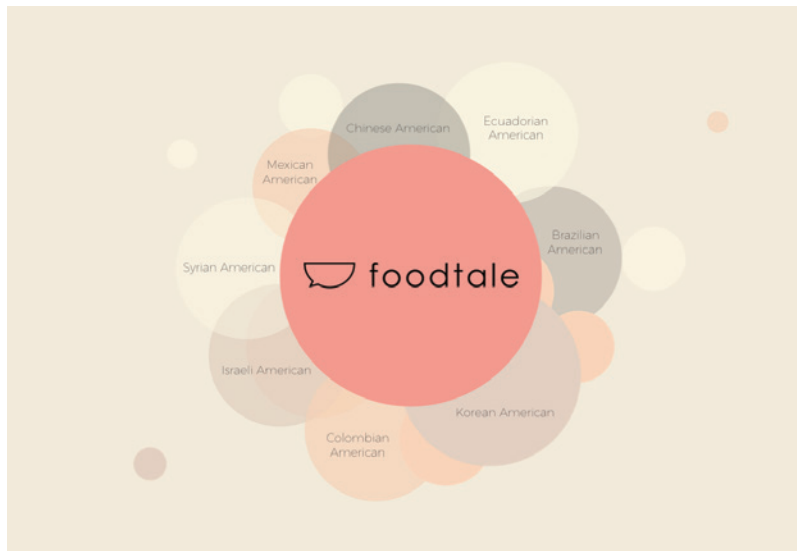 Chinese American
Ecuadorian
American
Mexican
American
Brazilian
American
Syrian American
foodtale
Israeli American
Korean American
Colombian
American